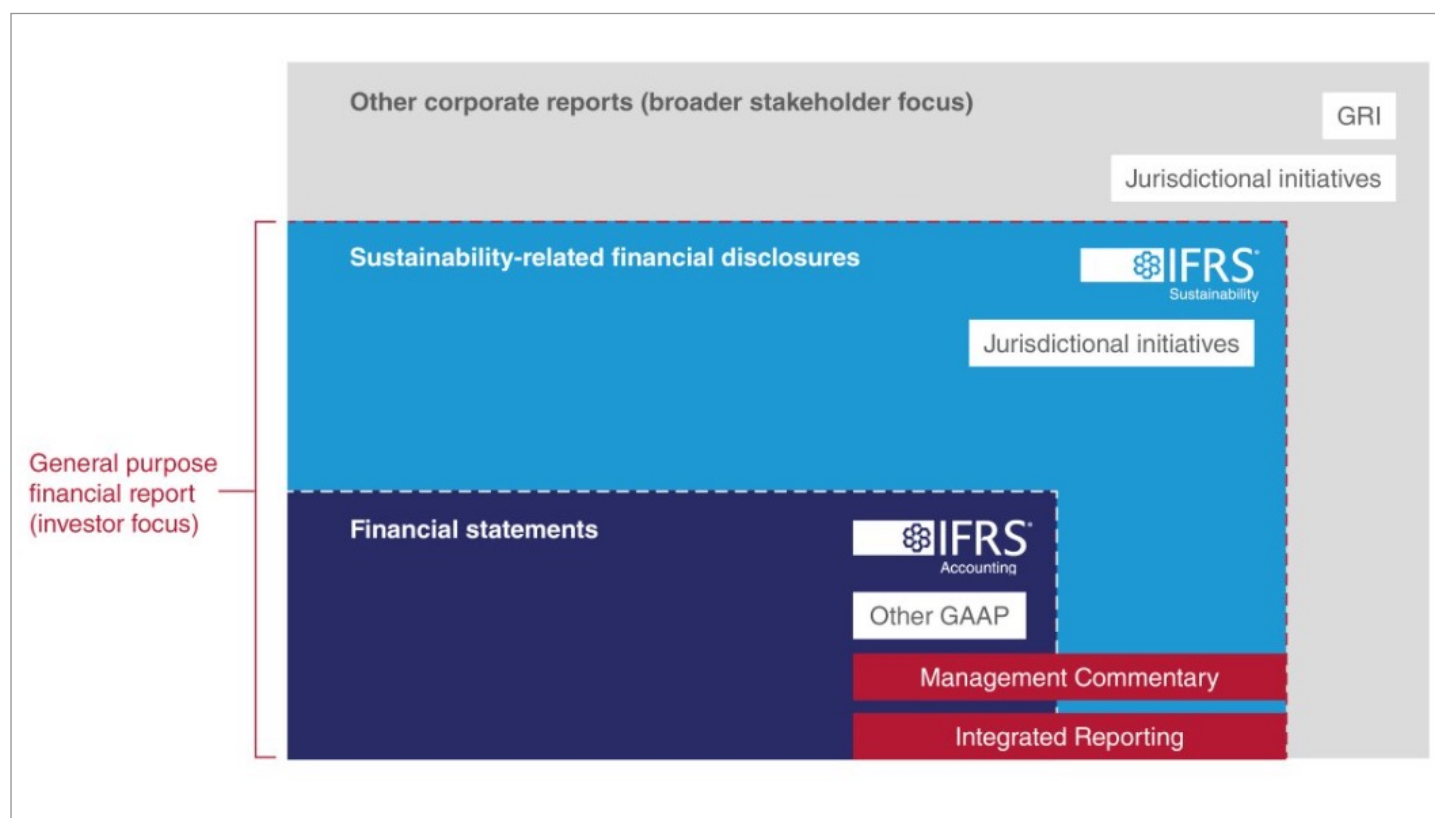 Other corporate reports (broader stakeholder focus)
GRI
Jurisdictional initiatives
Sustainability-related financial disclosures
IFRS®
Sustainability
Jurisdictional initiatives
General purpose
financial report
(investor focus)
Financial statements
IFRS®
Accounting
Other GAAP
Management Commentary
Integrated Reporting